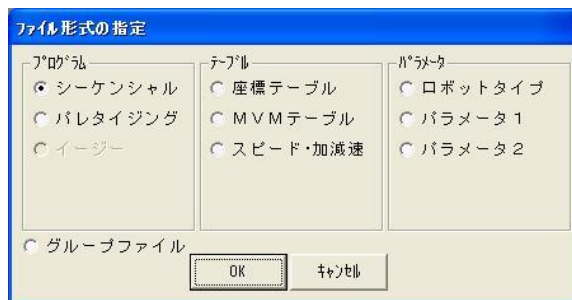 ファイル形式の指定
ﾌﾟﾛｸﾞﾗﾑ
シーケンシャル
パレタイジング
イージー
ﾃｰﾌﾞﾙ
座標テーブル
ＭＶＭテーブル
スピード・加減速
ﾊﾟﾗﾒｰﾀ
ロボットタイプ
パラメータ１
パラメータ２
グループファイル
OK
ｷｬﾝｾﾙ